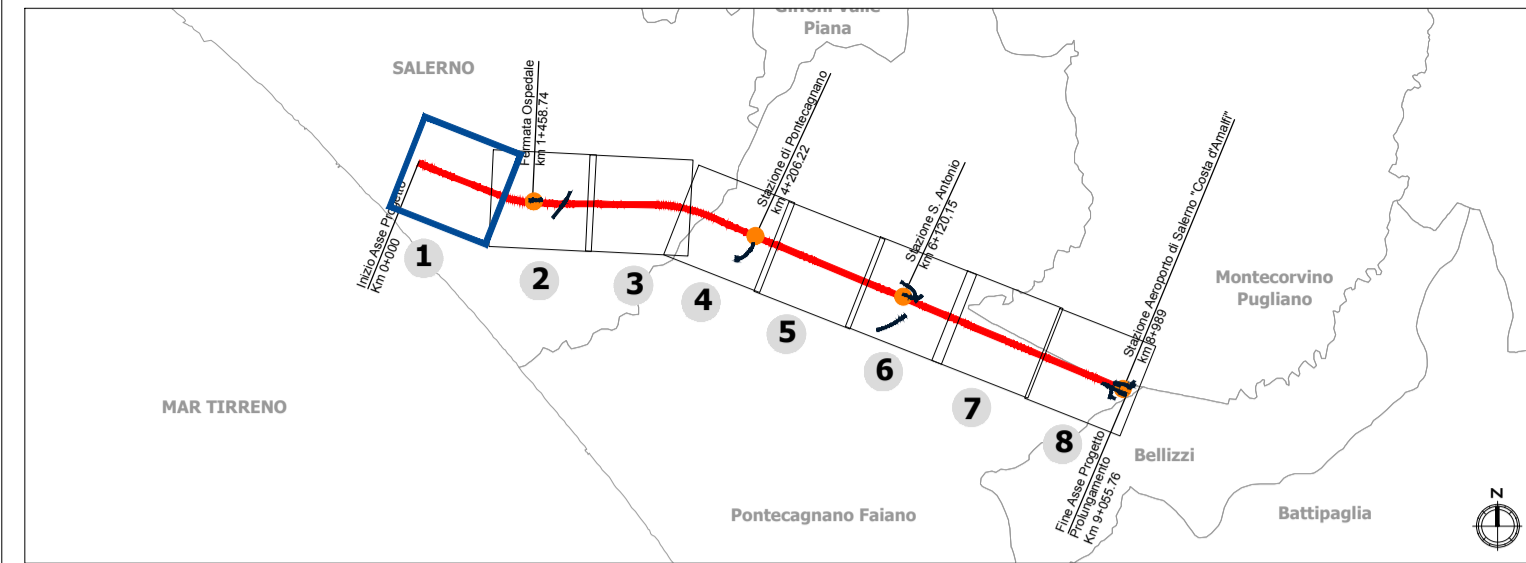 Giffoni Valle
Piana
SALERNO
Fermata Ospedale
km 1+458.74
Stazione di Pontecagnano
km 4+206.22
Stazione S. Antonio
km 6+120,15
Stazione Aeroporto di Salerno "Costa d'Amalfi"
km 8+989
Inizio Asse Progetto
Km 0+000
Montecorvino
Pugliano
1
2
3
4
5
6
7
8
MAR TIRRENO
Fine Asse Progetto
Prolungamento
Km 9+055.76
Bellizzi
Pontecagnano Faiano
Battipaglia
N